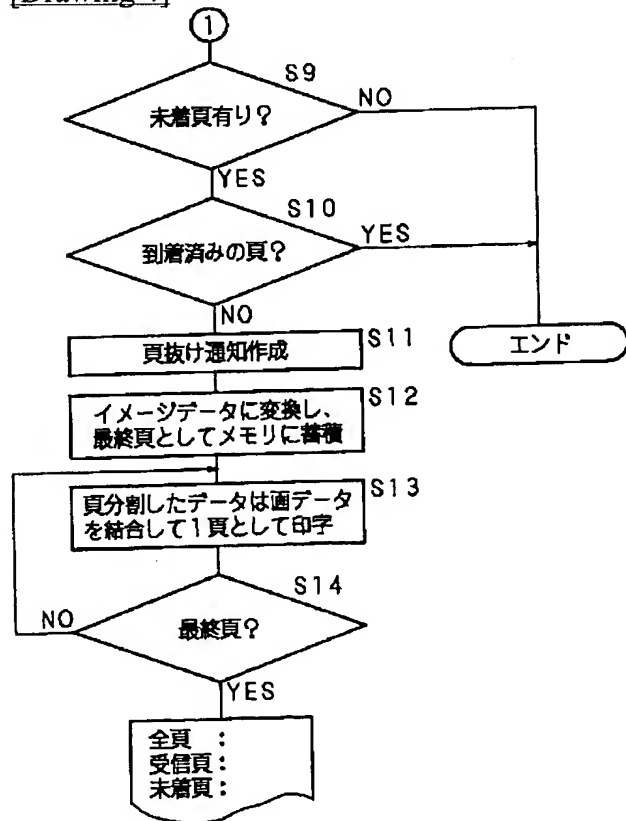 ①
S9
未着頁有り?
NO
YES
S10
到着済みの頁?
YES
NO
頁抜け通知作成
S11
エンド
イメージデータに変換し、
最終頁としてメモリに蓄積
S12
頁分割したデータは画データ
を結合して1頁として印字
S13
S14
最終頁?
NO
YES
全頁 :
受信頁:
未着頁: